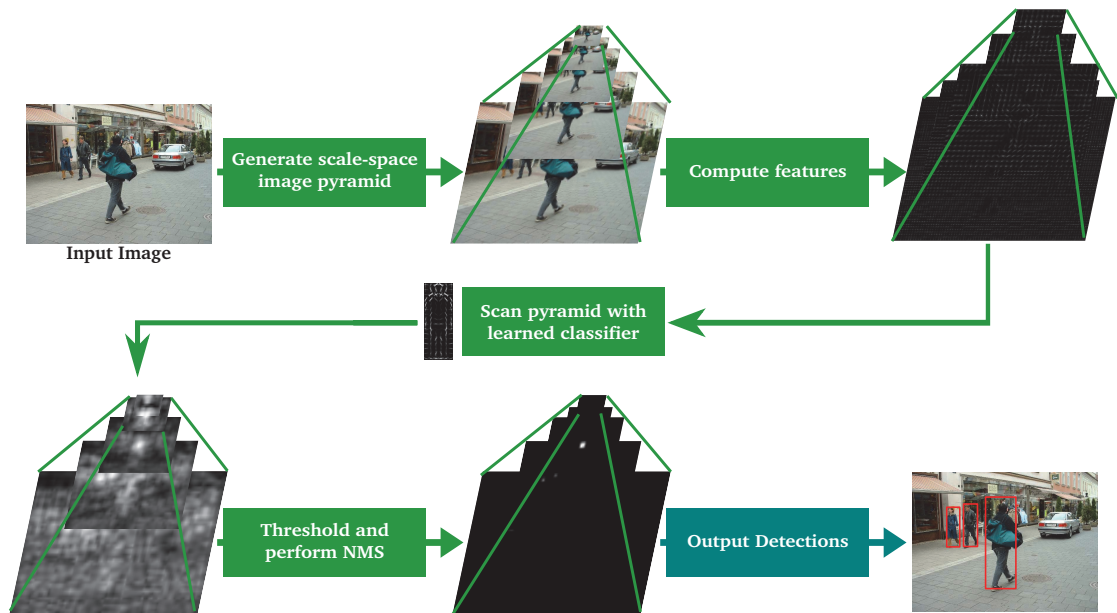 Generate scale-space
image pyramid
Compute features
Input Image
Scan pyramid with
learned classifier
Threshold and
perform NMS
Output Detections